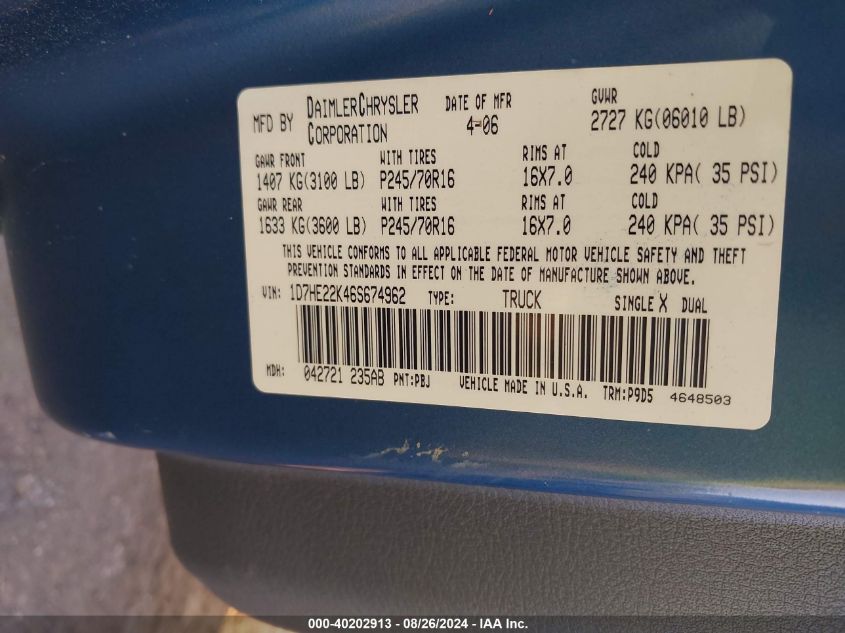 MFD BY DAIMLERCHRYSLER CORPORATION DATE OF MFR 4-06 GVWR 2727 KG(06010 LB)
GAWR FRONT WITH TIRES RIMS AT COLD
1407 KG(3100 LB) P245/70R16 16X7.0 240 KPA( 35 PSI)
GAWR REAR WITH TIRES RIMS AT COLD
1633 KG(3600 LB) P245/70R16 16X7.0 240 KPA( 35 PSI)
THIS VEHICLE CONFORMS TO ALL APPLICABLE FEDERAL MOTOR VEHICLE SAFETY AND THEFT
PREVENTION STANDARDS IN EFFECT ON THE DATE OF MANUFACTURE SHOWN ABOVE.
VIN: 1D7HE22K46S674962 TYPE: TRUCK SINGLE X DUAL
MDH: 042721 235AB PNT:PBJ VEHICLE MADE IN U.S.A. TRM:P9D5 4648503
000-40202913 - 08/26/2024 - IAA Inc.